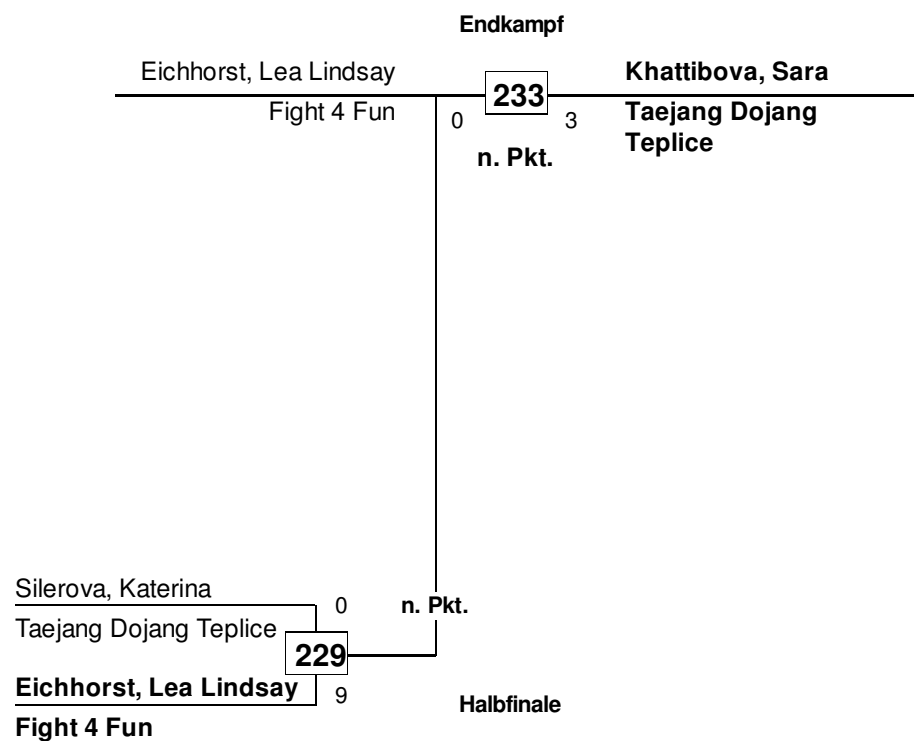 Endkampf
Eichhorst, Lea Lindsay
Fight 4 Fun
0
233
3
n. Pkt.
Khattibova, Sara
Taejang Dojang
Teplice
Silerova, Katerina
Taejang Dojang Teplice
0
n. Pkt.
229
Eichhorst, Lea Lindsay
9
Fight 4 Fun
Halbfinale